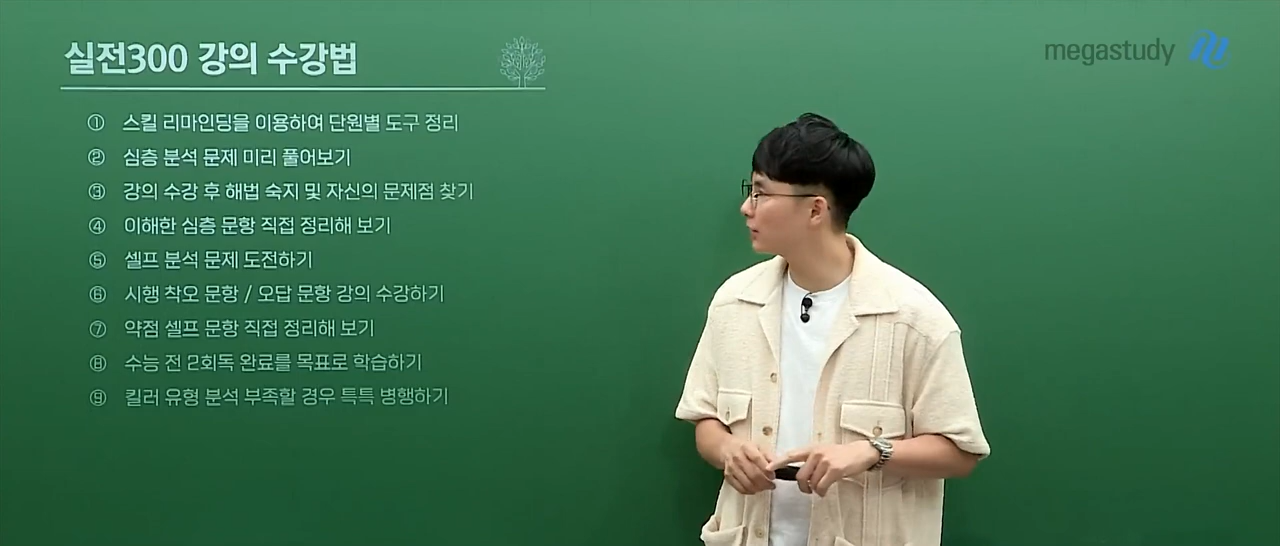 실전300 강의 수강법
megastudy M
① 스킬 리마인딩을 이용하여 단원별 도구 정리
② 심층 분석 문제 미리 풀어보기
③ 강의 수강 후 해법 숙지 및 자신의 문제점 찾기
④ 이해한 심층 문항 직접 정리해 보기
⑤ 셀프 분석 문제 도전하기
⑥ 시행 착오 문항 / 오답 문항 강의 수강하기
⑦ 약점 셀프 문항 직접 정리해 보기
⑧ 수능 전 2회독 완료를 목표로 학습하기
⑨ 킬러 유형 분석 부족할 경우 특특 병행하기